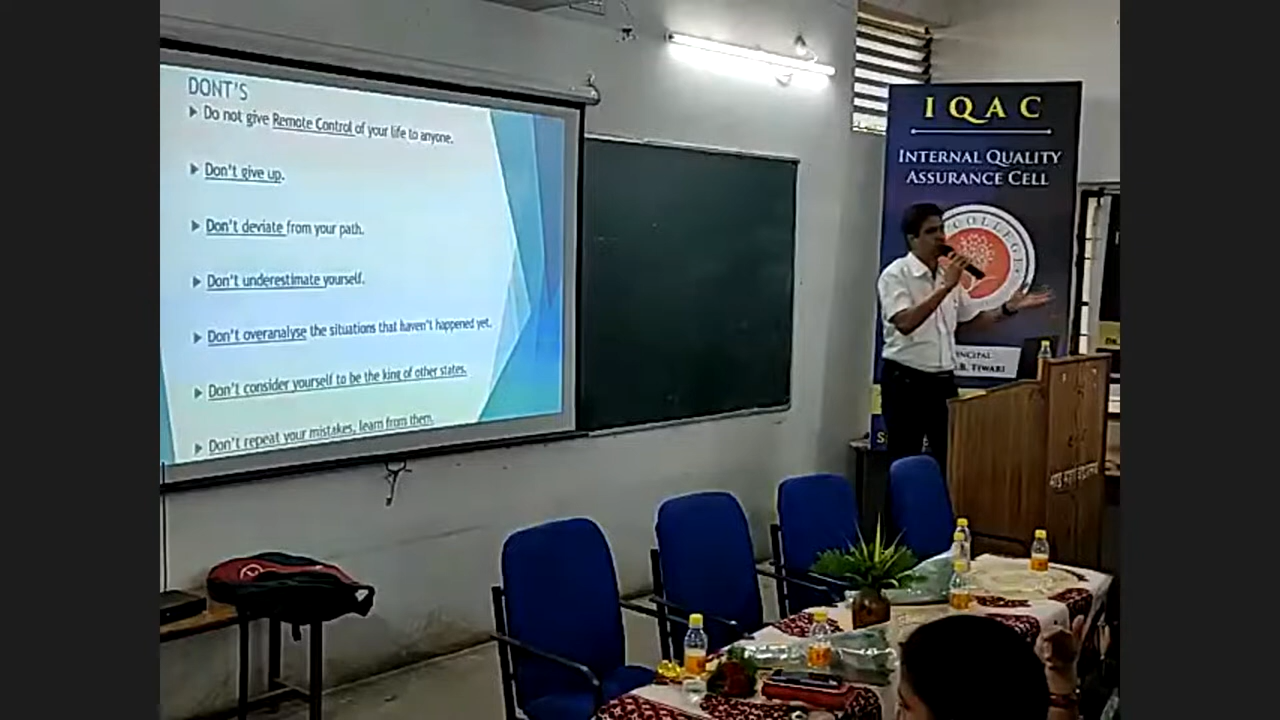 DONT'S
Do not give Remote Control of your life to anyone.
Don't give up.
Don't deviate from your path.
Don't underestimate yourself.
Don't overanalyse the situations that haven't happened yet.
Don't consider yourself to be the king of other states.
Don't repeat your mistakes, learn from them.
IQAC
INTERNAL QUALITY
ASSURANCE CELL
COLLEGE
TIWARI